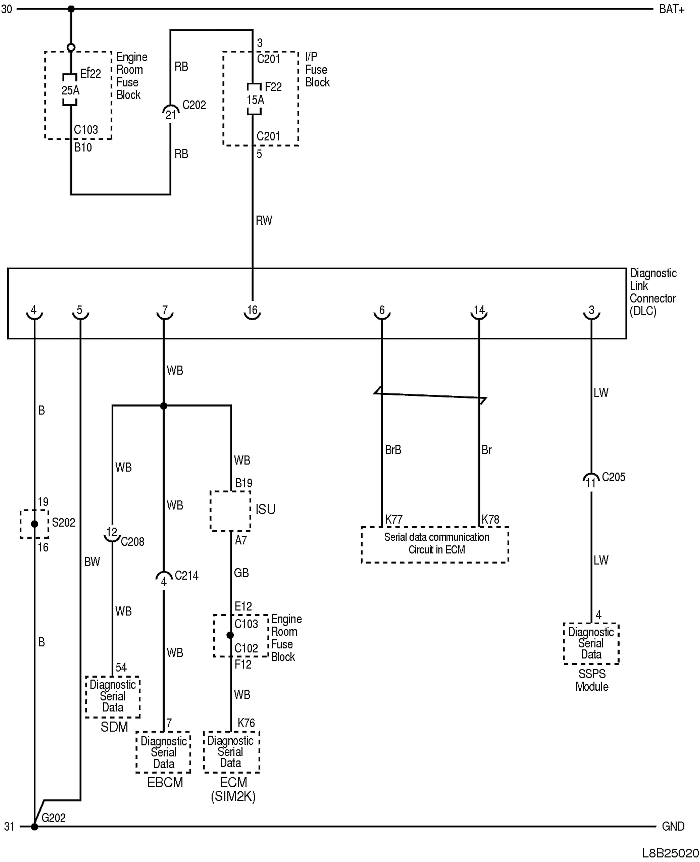 30
BAT+
Ef22
25A
C103
B10
Engine
Room
Fuse
Block
RB
C202
21
RB
3
C201
F22
15A
C201
5
I/P
Fuse
Block
RW
Diagnostic
Link
Connector
(DLC)
4
5
7
16
6
14
3
B
WB
LW
BrB
Br
WB
WB
WB
B19
ISU
A7
19
S202
16
BW
12
C208
4
C214
GB
K77
K78
Serial data communication
Circuit in ECM
11
C205
LW
B
WB
WB
E12
C103
C102
F12
Engine
Room
Fuse
Block
WB
4
Diagnostic
Serial
Data
SSPS
Module
54
Diagnostic
Serial
Data
SDM
7
Diagnostic
Serial
Data
EBCM
K76
Diagnostic
Serial
Data
ECM
(SIM2K)
31
G202
GND
L8B25020